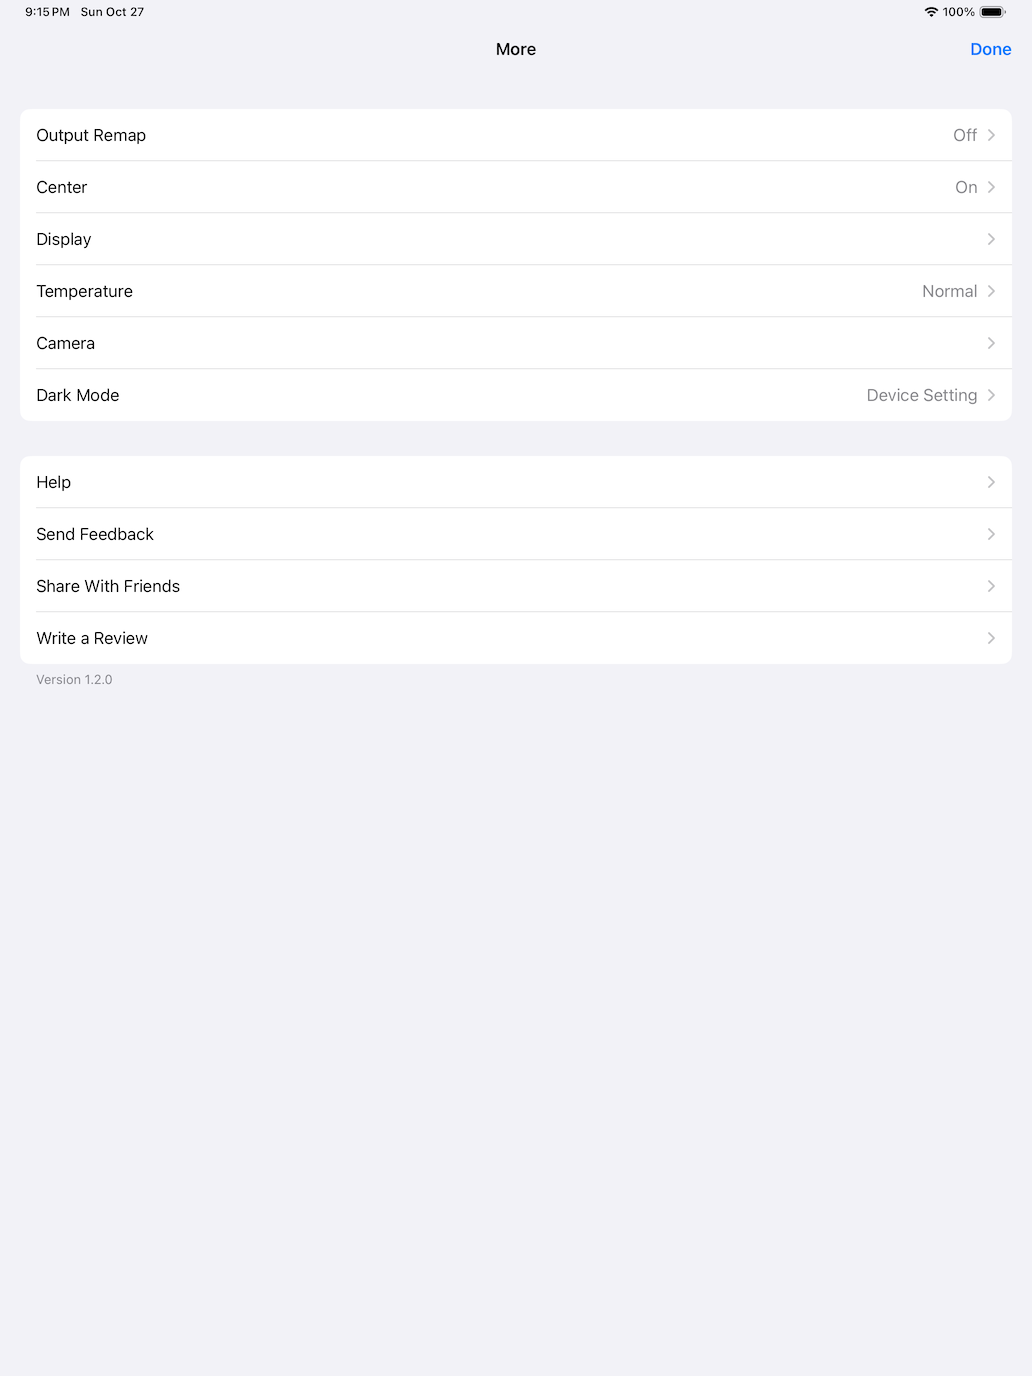 9:15 PM Sun Oct 27 100%
More Done
Output Remap Off
Center On
Display
Temperature Normal
Camera
Dark Mode Device Setting
Help
Send Feedback
Share With Friends
Write a Review
Version 1.2.0